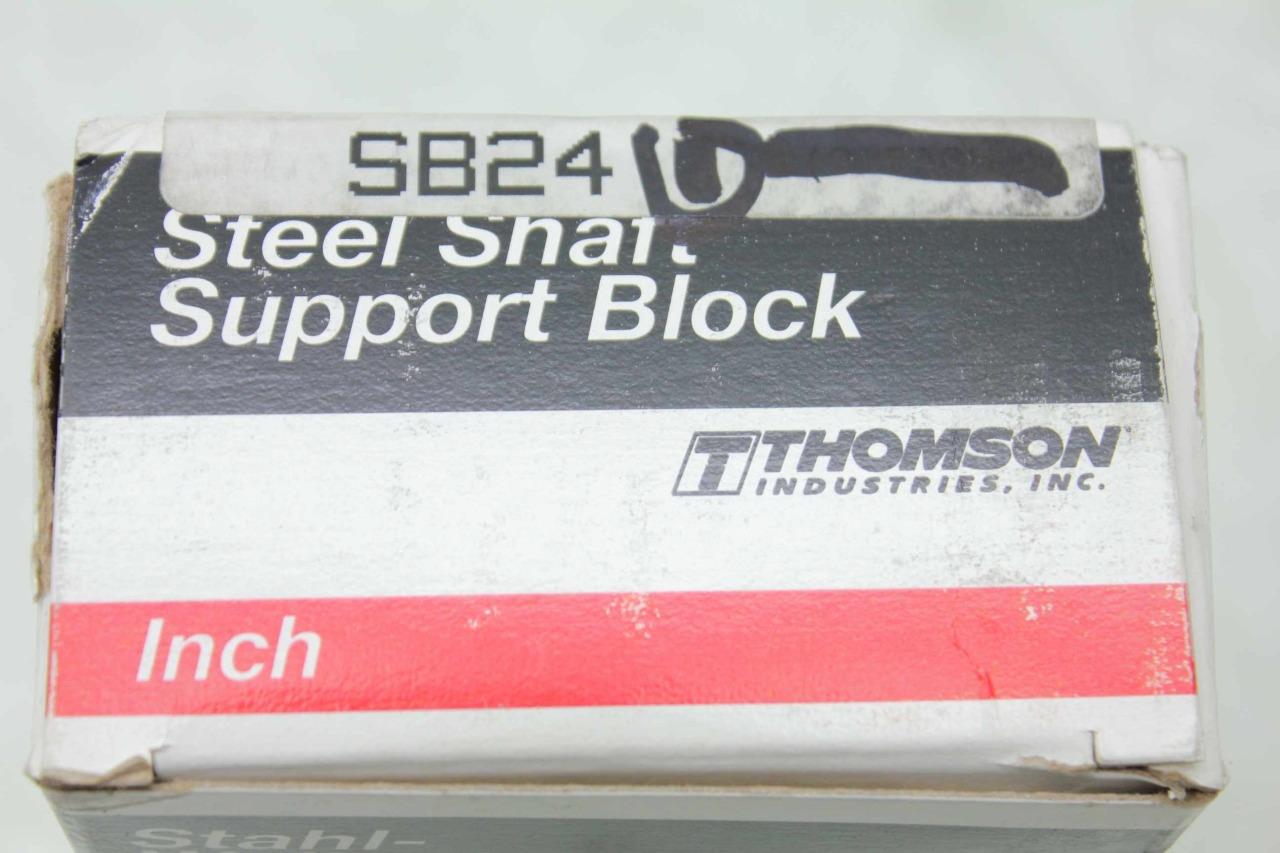 SB24
Steel Shaft
Support Block
T THOMSON
INDUSTRIES, INC.
Inch
Stahl-